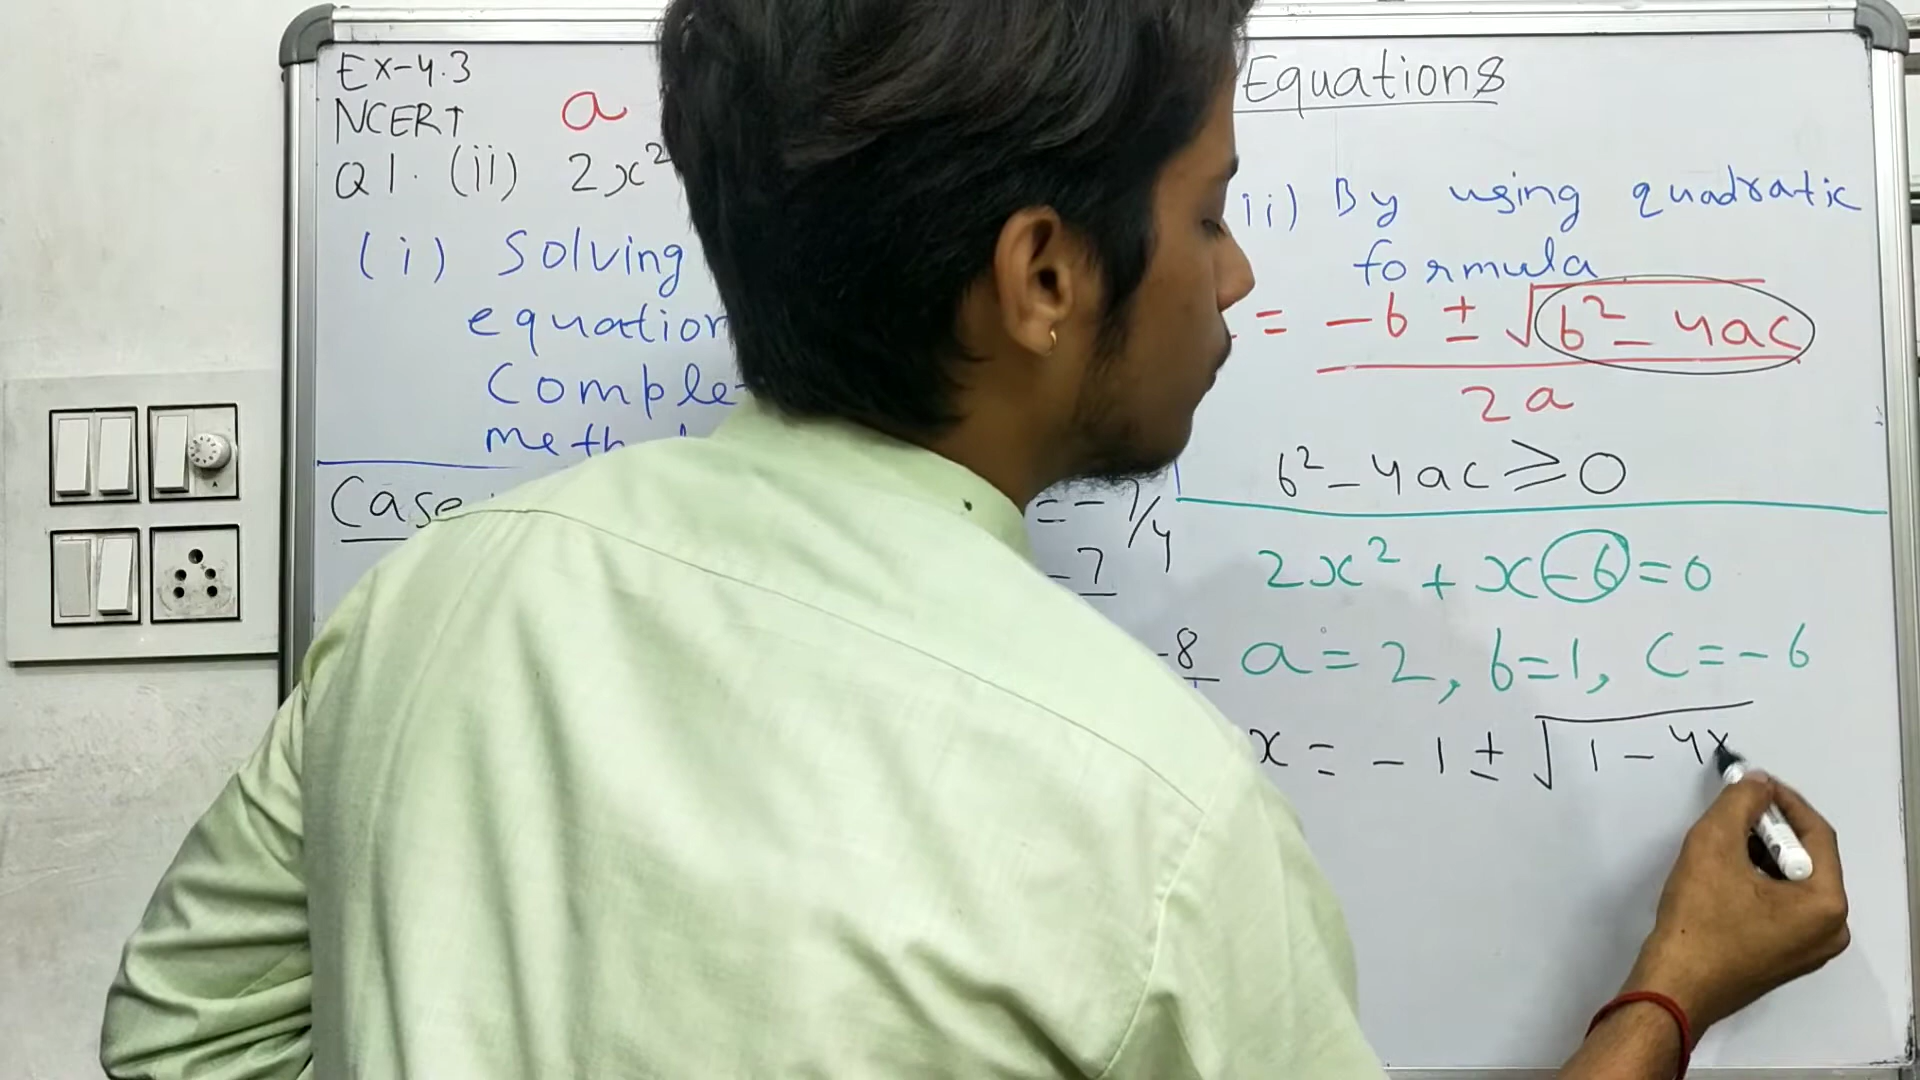 Ex-4.3
NCERT
a
Q1. (ii) 2x²
(i) Solving
equation
Comple
meth
Case
Equations
ii) By using quadratic
formula
= -b ± √b² - 4ac
2a
b² - 4ac ≥ 0
= -7/4
-7
-8
2x² + x - 6 = 0
a = 2, b = 1, c = -6
x = -1 ± √1 - 4x